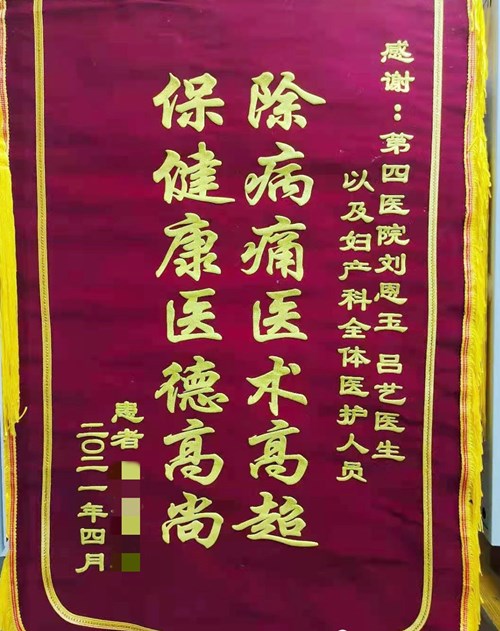 感谢：第四医院刘恩玉 吕艺医生
以及妇产科全体医护人员
除病痛医术高超
保健康医德高尚
患者
二〇二一年四月